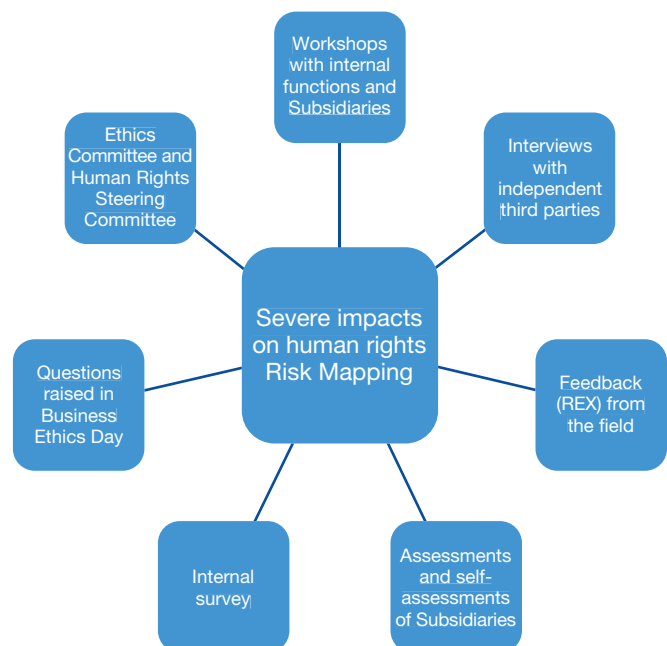 Workshops
with internal
functions and
Subsidiaries
Ethics
Committee and
Human Rights
Steering
Committee
Interviews
with
independent
third parties
Severe impacts
on human rights
Risk Mapping
Questions
raised in
Business
Ethics Day
Feedback
(REX) from
the field
Internal
survey
Assessments
and self-
assessments
of Subsidiaries